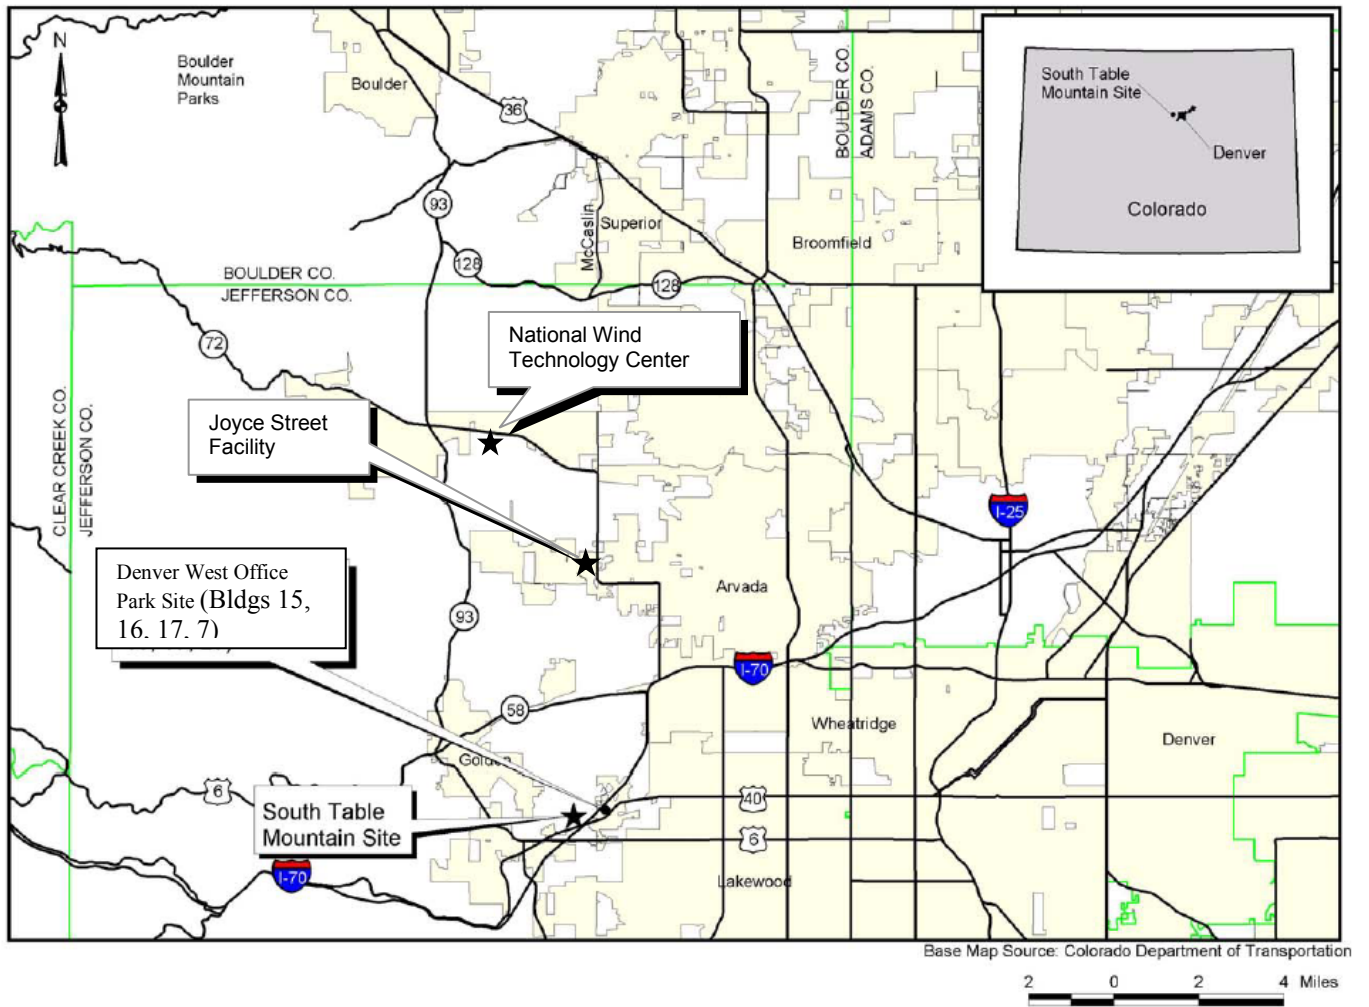 N
Boulder
Mountain
Parks
Boulder
36
BOULDER CO.
ADAMS CO.
South Table
Mountain Site
Denver
Colorado
93
McCaslin
Superior
Broomfield
128
128
BOULDER CO.
JEFFERSON CO.
72
National Wind
Technology Center
Joyce Street
Facility
CLEAR CREEK CO.
JEFFERSON CO.
I-25
Denver West Office
Park Site (Bldgs 15,
16, 17, 7)
Arvada
93
I-70
58
Wheatridge
Denver
Golden
6
South Table
Mountain Site
40
6
I-70
Lakewood
Base Map Source: Colorado Department of Transportation
2 0 2 4 Miles